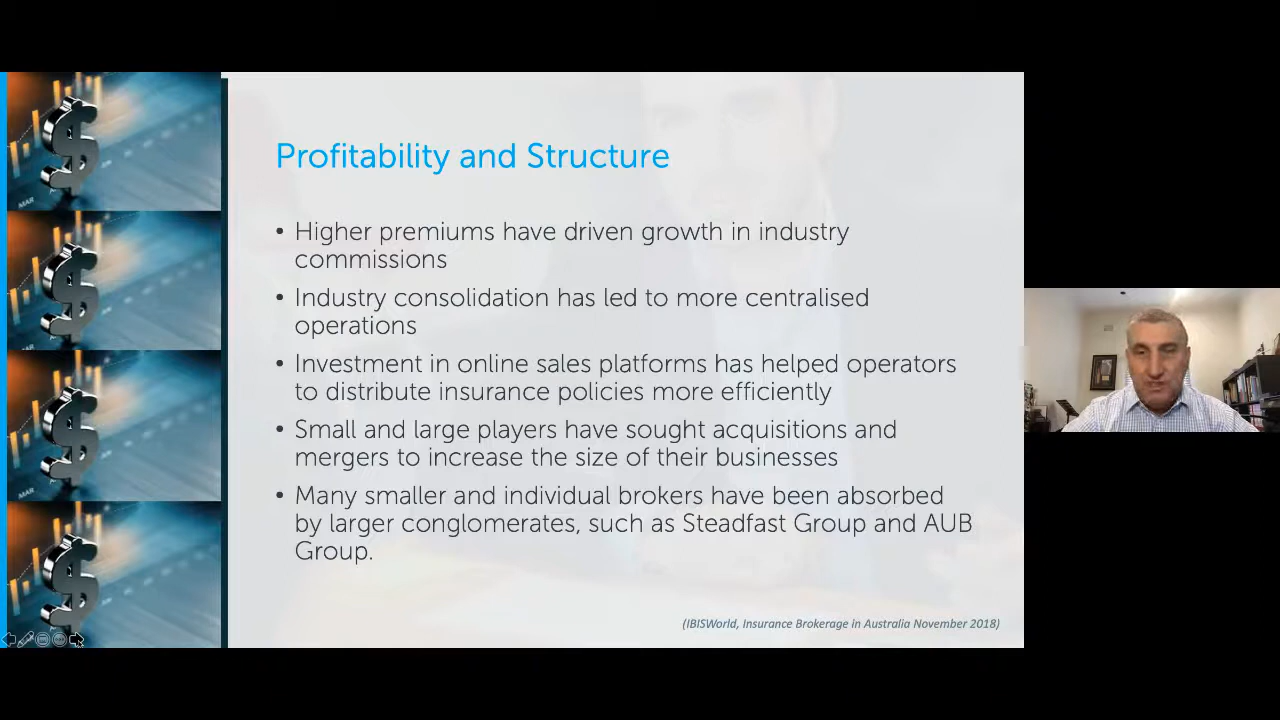 Profitability and Structure
• Higher premiums have driven growth in industry
commissions
• Industry consolidation has led to more centralised
operations
• Investment in online sales platforms has helped operators
to distribute insurance policies more efficiently
• Small and large players have sought acquisitions and
mergers to increase the size of their businesses
• Many smaller and individual brokers have been absorbed
by larger conglomerates, such as Steadfast Group and AUB
Group.
(IBISWorld, Insurance Brokerage in Australia November 2018)
MAR
MAR